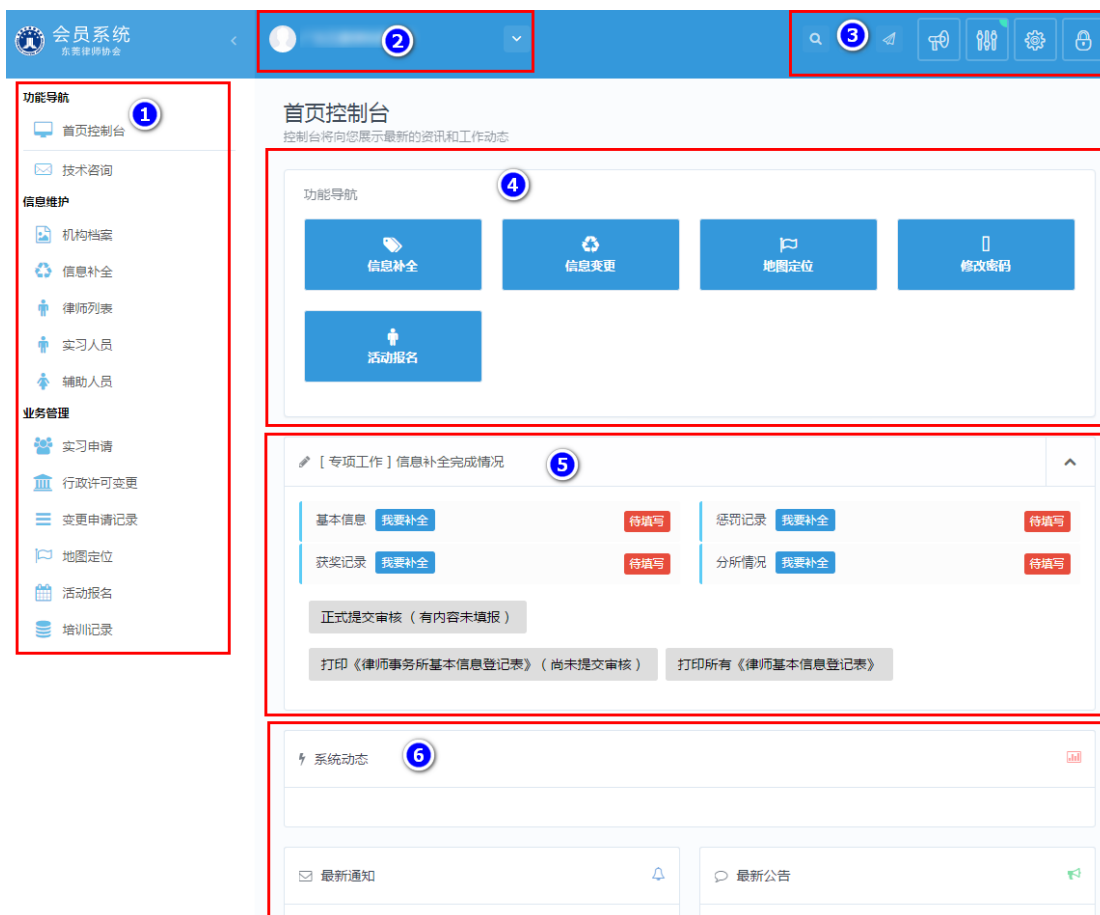 会员系统
东莞律师协会
2
3
功能导航
1
首页控制台
技术咨询
信息维护
机构档案
信息补全
律师列表
实习人员
辅助人员
业务管理
实习申请
行政许可变更
变更申请记录
地图定位
活动报名
培训记录
首页控制台
控制台将向您展示最新的资讯和工作动态
4
功能导航
信息补全
信息变更
地图定位
修改密码
活动报名
[ 专项工作 ] 信息补全完成情况
5
基本信息 我要补全 待填写
惩罚记录 我要补全 待填写
获奖记录 我要补全 待填写
分所情况 我要补全 待填写
正式提交审核 （ 有内容未填报 ）
打印《律师事务所基本信息登记表》（ 尚未提交审核 ）
打印所有《律师基本信息登记表》
系统动态
6
最新通知
最新公告